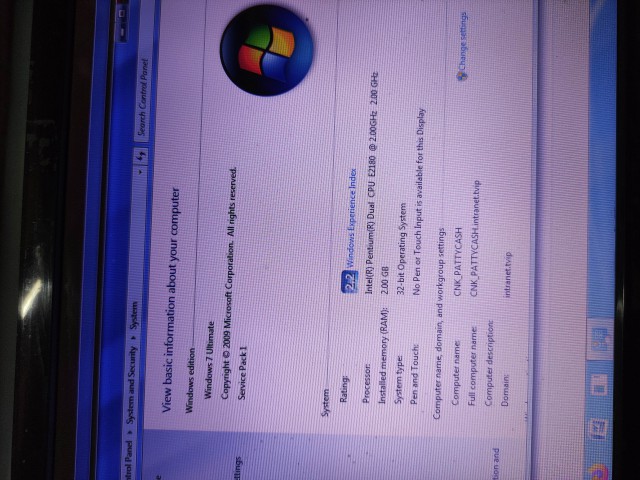 Control Panel ▸ System and Security ▸ System
Search Control Panel
View basic information about your computer
Windows edition
Windows 7 Ultimate
Copyright © 2009 Microsoft Corporation. All rights reserved.
Service Pack 1
System
Rating:
2.2 Windows Experience Index
Processor:
Intel(R) Pentium(R) Dual CPU E2180 @ 2.00GHz 2.00 GHz
Installed memory (RAM):
2.00 GB
System type:
32-bit Operating System
Pen and Touch:
No Pen or Touch Input is available for this Display
Computer name, domain, and workgroup settings
Computer name:
CNK_PATTYCASH
Change settings
Full computer name:
CNK_PATTYCASH.intranet.tvip
Computer description:
Domain:
intranet.tvip